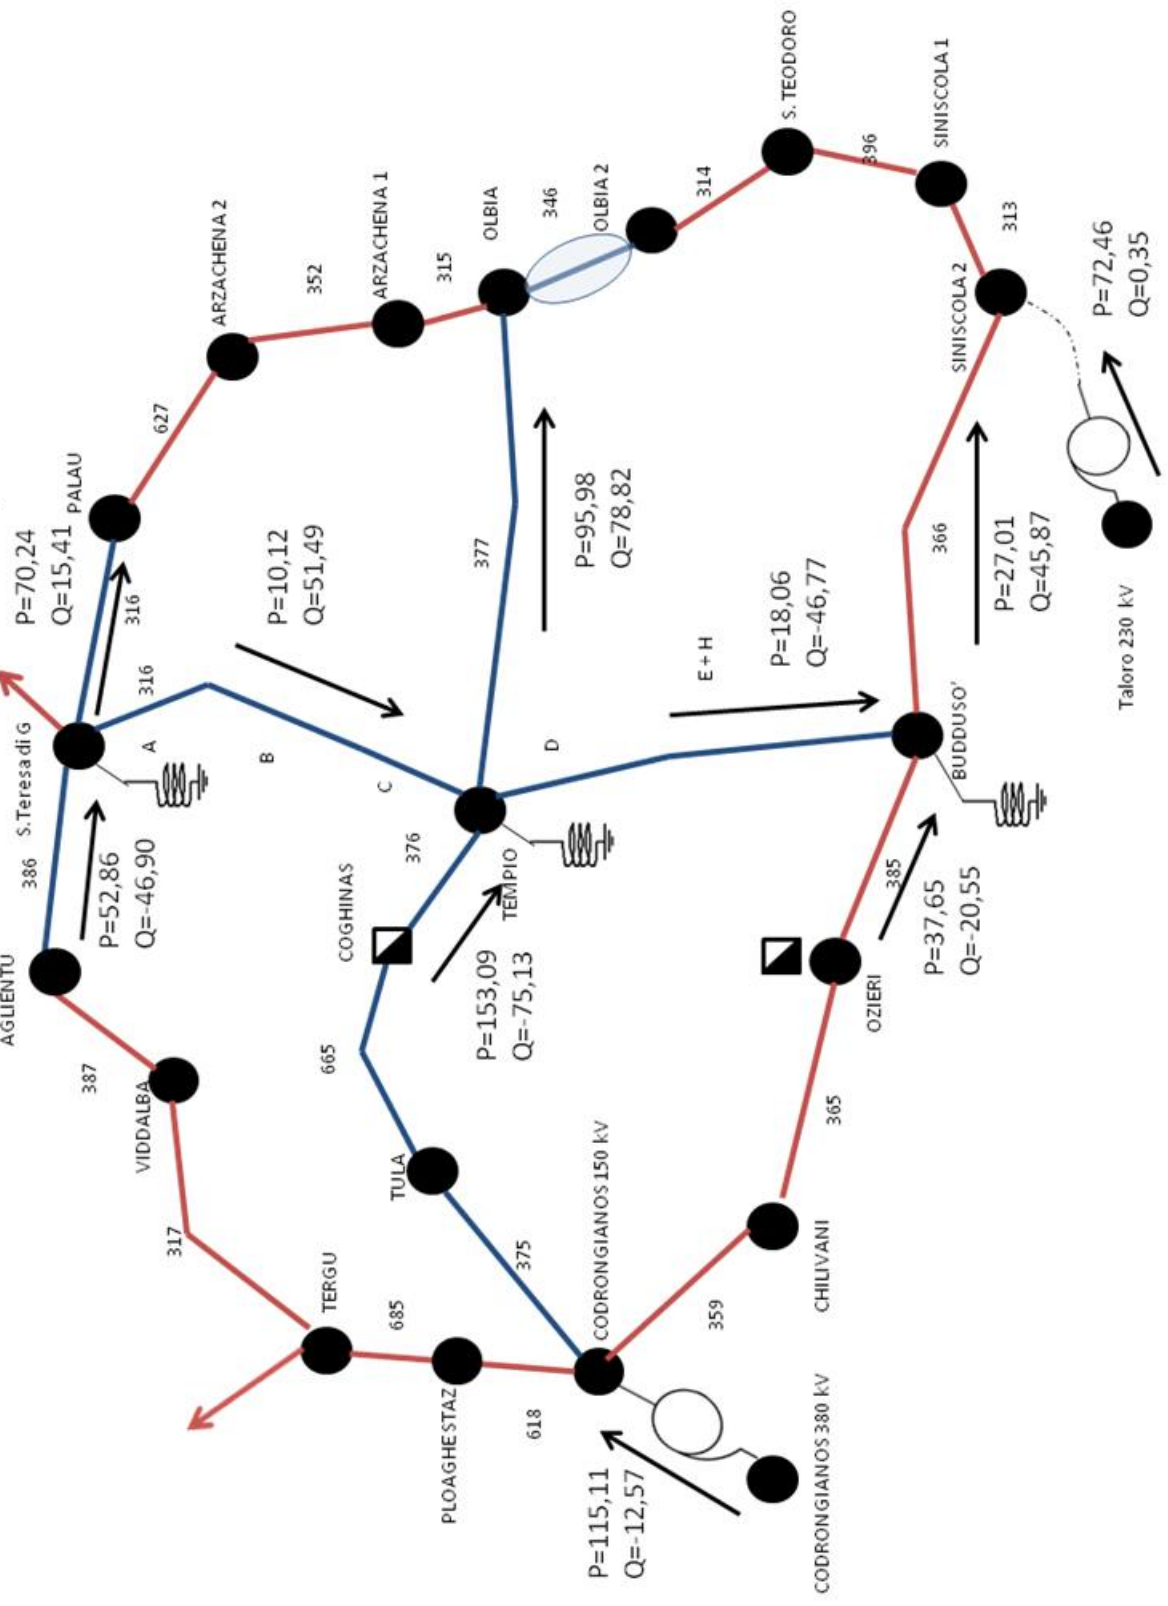 AGLIENTU
386
S.Teresa di G
P=70,24
Q=15,41
PALAU
316
627
ARZACHENA 2
352
ARZACHENA 1
315
OLBIA
346
OLBIA 2
314
S. TEODORO
396
SINISCOLA 1
313
SINISCOLA 2
P=52,86
Q=-46,90
387
VIDDALBA
317
TERGU
685
PLOAGHE STAZ
618
A
316
B
C
P=10,12
Q=51,49
377
P=95,98
Q=78,82
COGHINAS
376
TEMPIO
D
P=153,09
Q=-75,13
665
TULA
375
CODRONGIANOS 150 kV
E + H
P=18,06
Q=-46,77
366
P=27,01
Q=45,87
BUDDUSO’
385
P=37,65
Q=-20,55
OZIERI
365
CHILIVANI
359
P=115,11
Q=-12,57
CODRONGIANOS 380 kV
P=72,46
Q=0,35
Taloro 230 kV